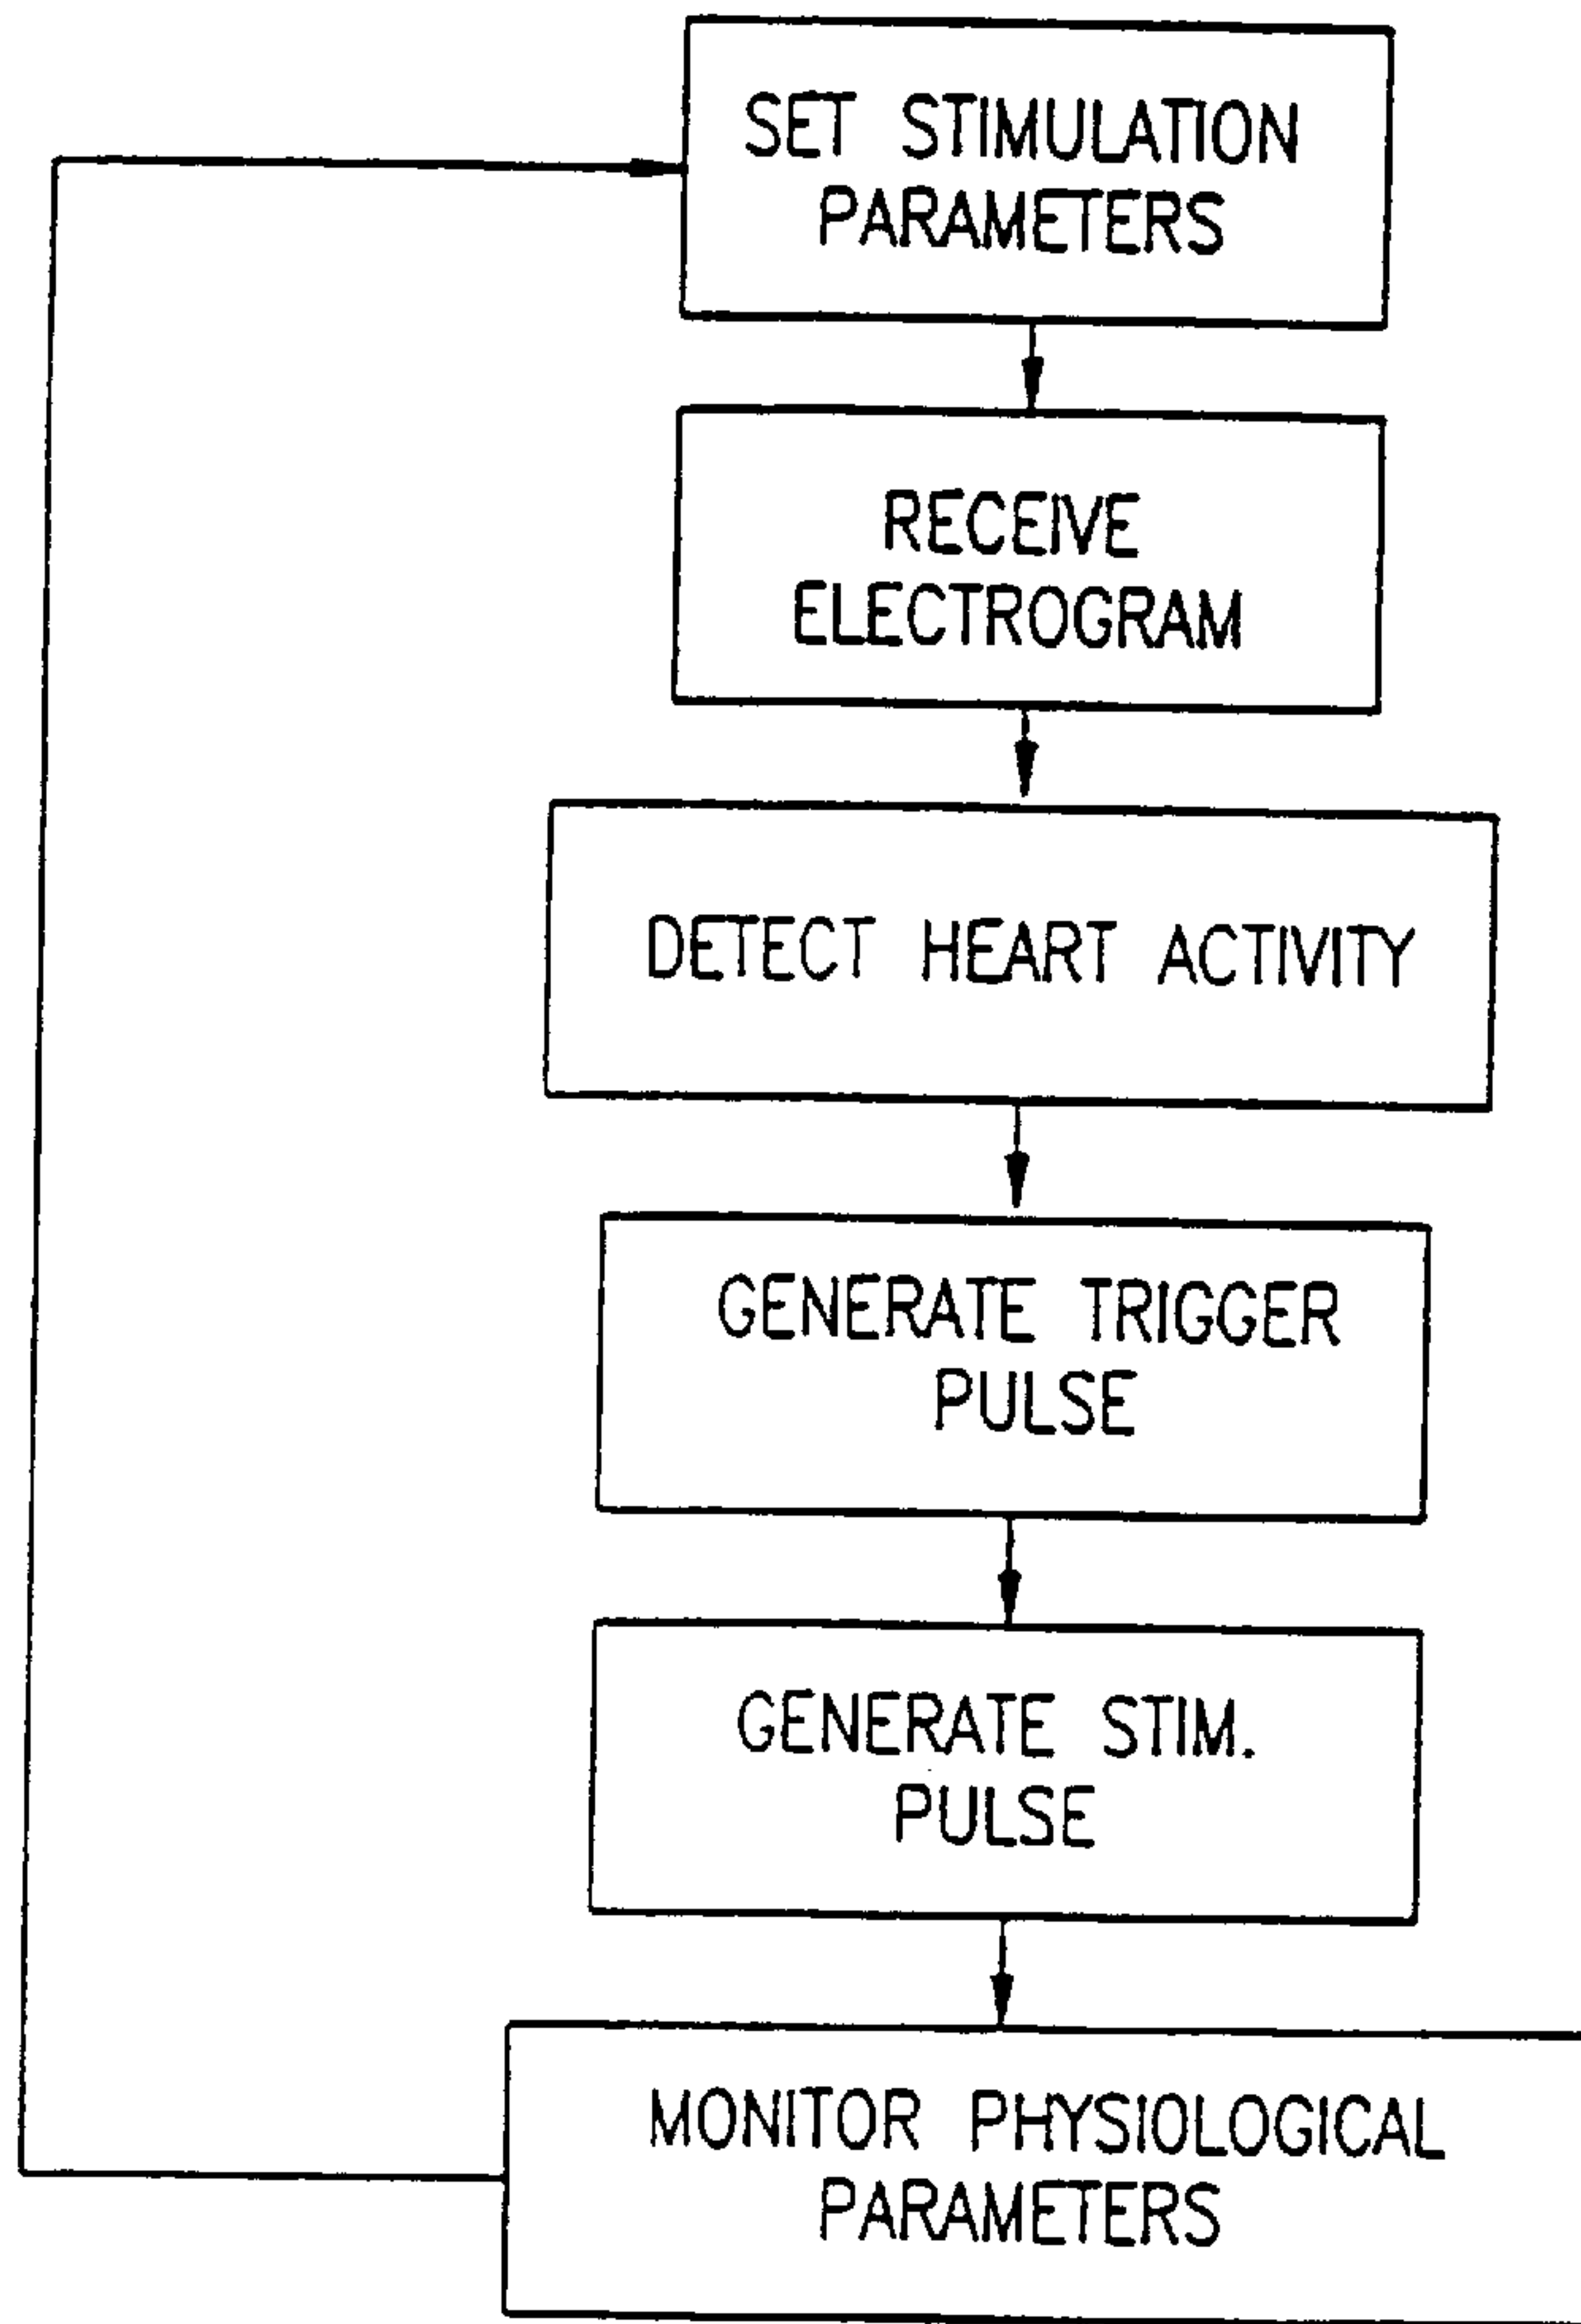 SET STIMULATION
PARAMETERS
RECEIVE
ELECTROGRAM
DETECT HEART ACTIVITY
GENERATE TRIGGER
PULSE
GENERATE STIM.
PULSE
MONITOR PHYSIOLOGICAL
PARAMETERS